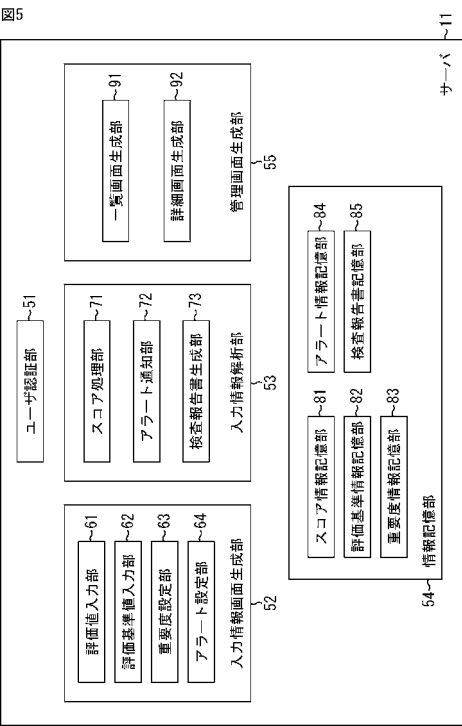 図5
サーバ ~11
ユーザ認証部 ~51
評価値入力部 ~61
評価基準値入力部 ~62
重要度設定部 ~63
アラート設定部 ~64
入力情報画面生成部
~52
スコア処理部 ~71
アラート通知部 ~72
検査報告書生成部 ~73
入力情報解析部
~53
一覧画面生成部 ~91
詳細画面生成部 ~92
管理画面生成部
~55
スコア情報記憶部 ~81
評価基準情報記憶部 ~82
重要度情報記憶部 ~83
アラート情報記憶部 ~84
検査報告書記憶部 ~85
54~ 情報記憶部